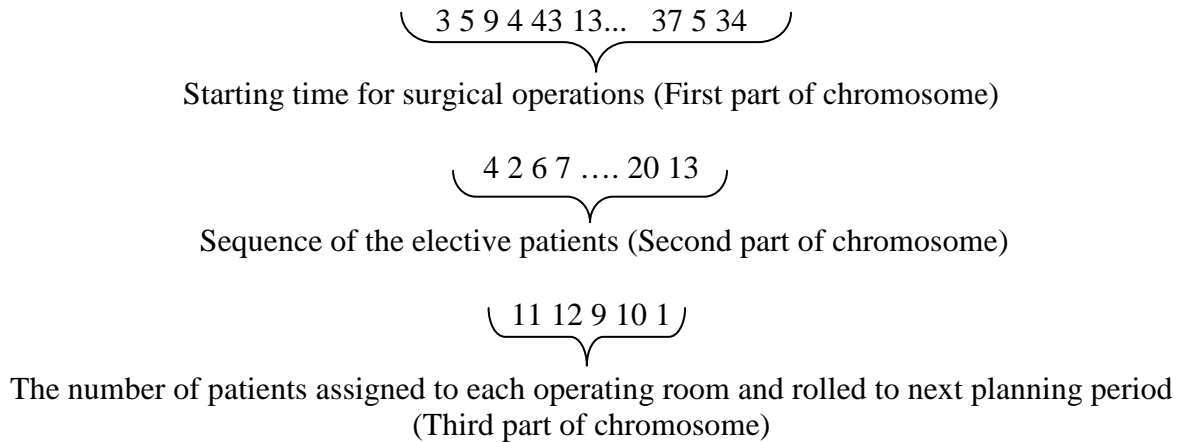 3 5 9 4 43 13... 37 5 34
Starting time for surgical operations (First part of chromosome)
4 2 6 7 …. 20 13
Sequence of the elective patients (Second part of chromosome)
11 12 9 10 1
The number of patients assigned to each operating room and rolled to next planning period
(Third part of chromosome)